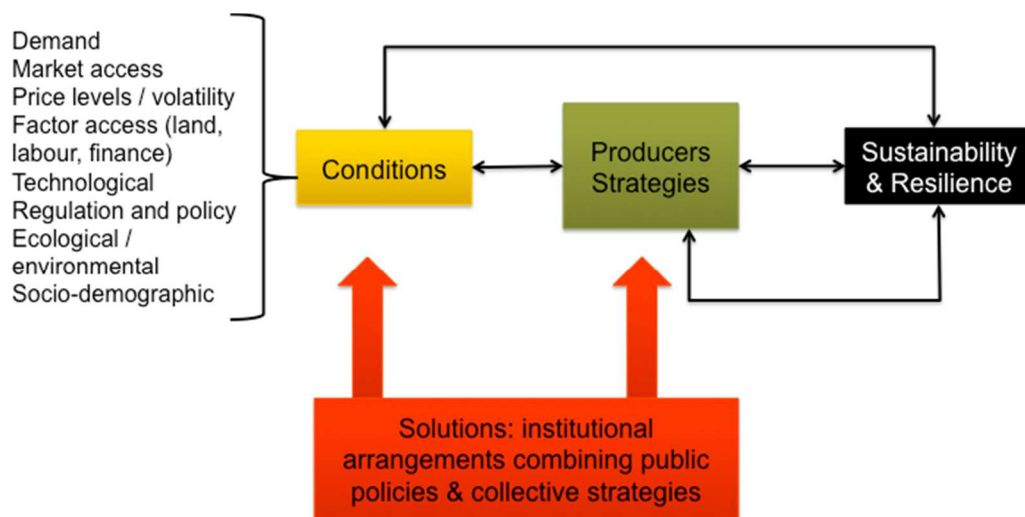 Demand
Market access
Price levels / volatility
Factor access (land,
labour, finance)
Technological
Regulation and policy
Ecological /
environmental
Socio-demographic
Conditions
Producers
Strategies
Sustainability
& Resilience
Solutions: institutional
arrangements combining public
policies & collective strategies